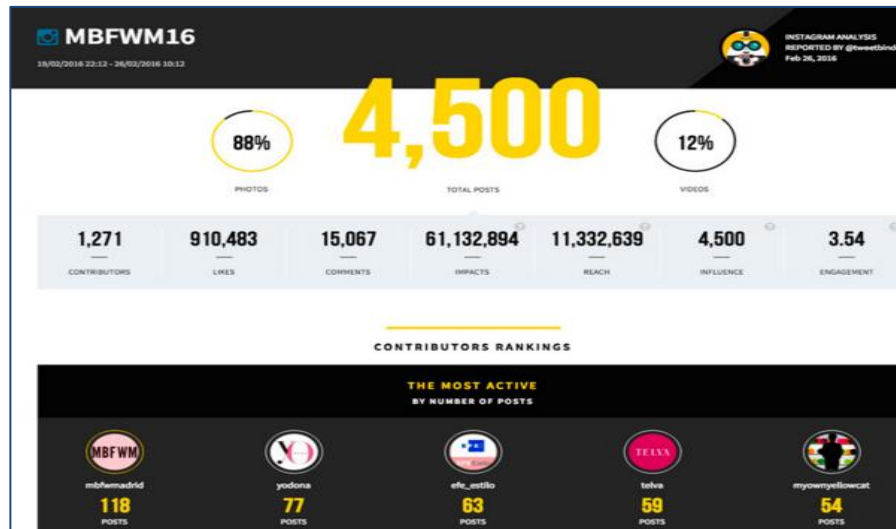 MBFWM16
19/02/2016 22:12 - 26/02/2016 10:12
INSTAGRAM ANALYSIS
REPORTED BY @tweetbind
Feb 26, 2016
88%
PHOTOS
4,500
TOTAL POSTS
12%
VIDEOS
1,271
CONTRIBUTORS
910,483
LIKES
15,067
COMMENTS
61,132,894
IMPACTS
11,332,639
REACH
4,500
INFLUENCE
3.54
ENGAGEMENT
CONTRIBUTORS RANKINGS
THE MOST ACTIVE
BY NUMBER OF POSTS
MBFWM
mbfwmadrid
118
POSTS
yO
yodona
77
POSTS
efe_estilo
63
POSTS
TELVA
telva
59
POSTS
myownyellowcat
54
POSTS